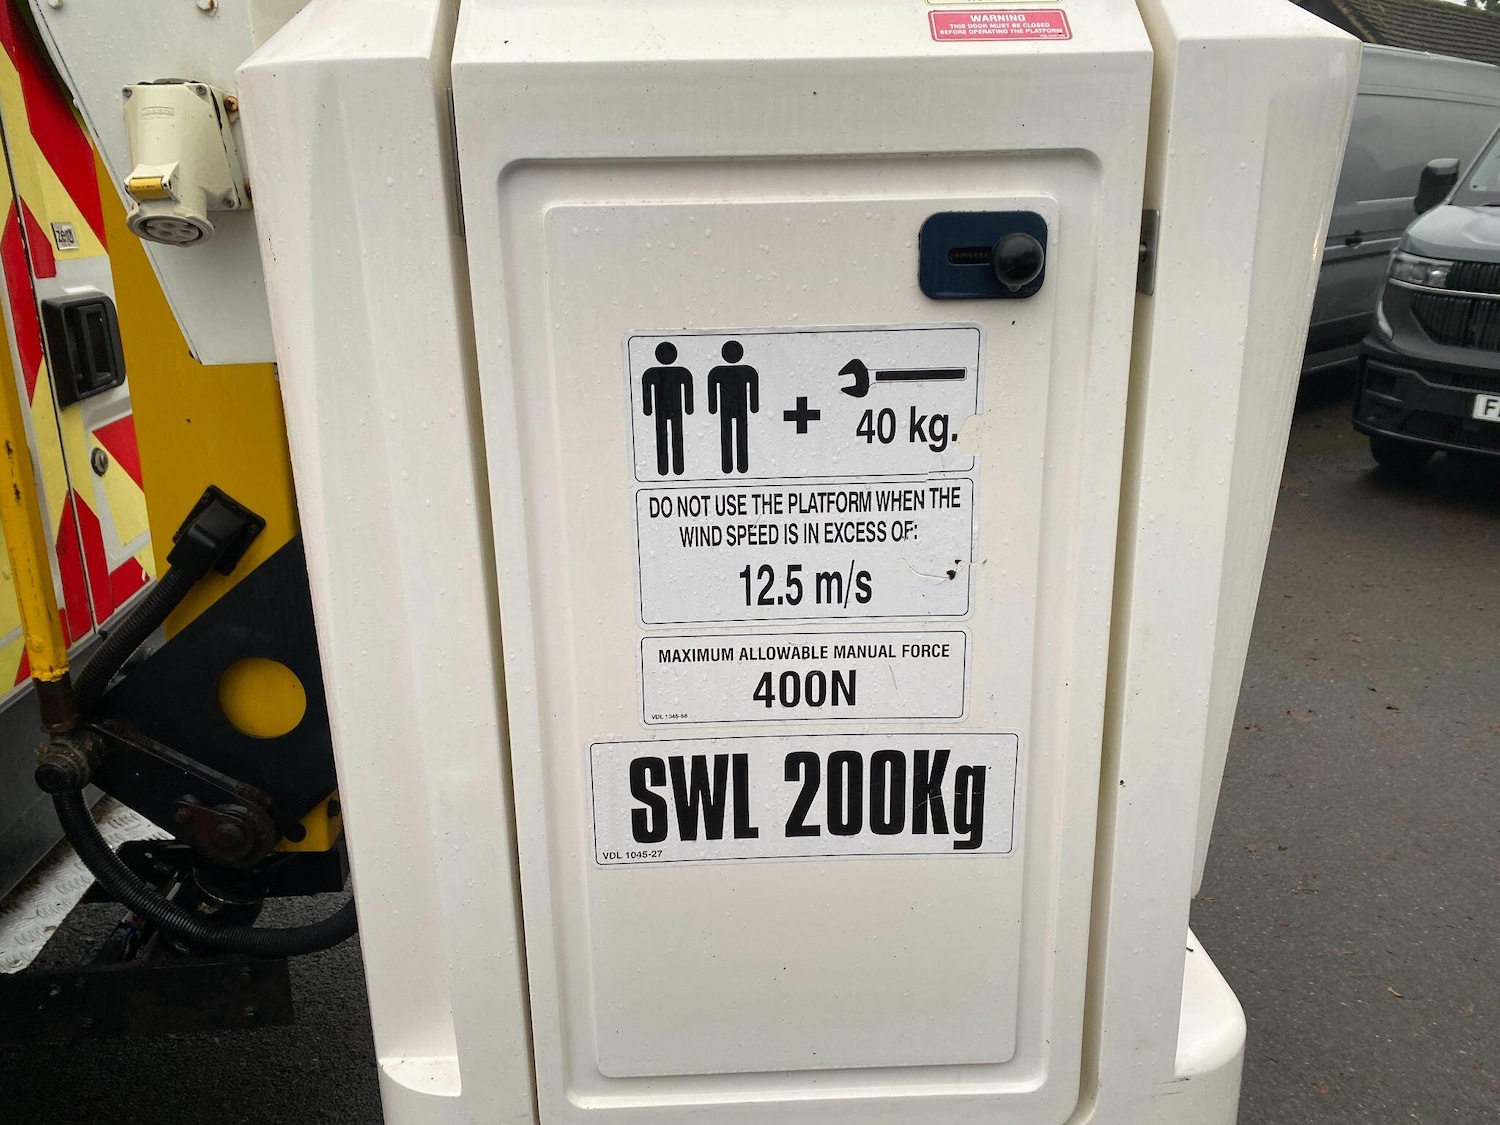 WARNING
THIS DOOR MUST BE CLOSED
BEFORE OPERATING THE PLATFORM
zero
+ 40 kg.
DO NOT USE THE PLATFORM WHEN THE
WIND SPEED IS IN EXCESS OF:
12.5 m/s
MAXIMUM ALLOWABLE MANUAL FORCE
400N
VDL 1045-58
SWL 200Kg
VDL 1045-27
F